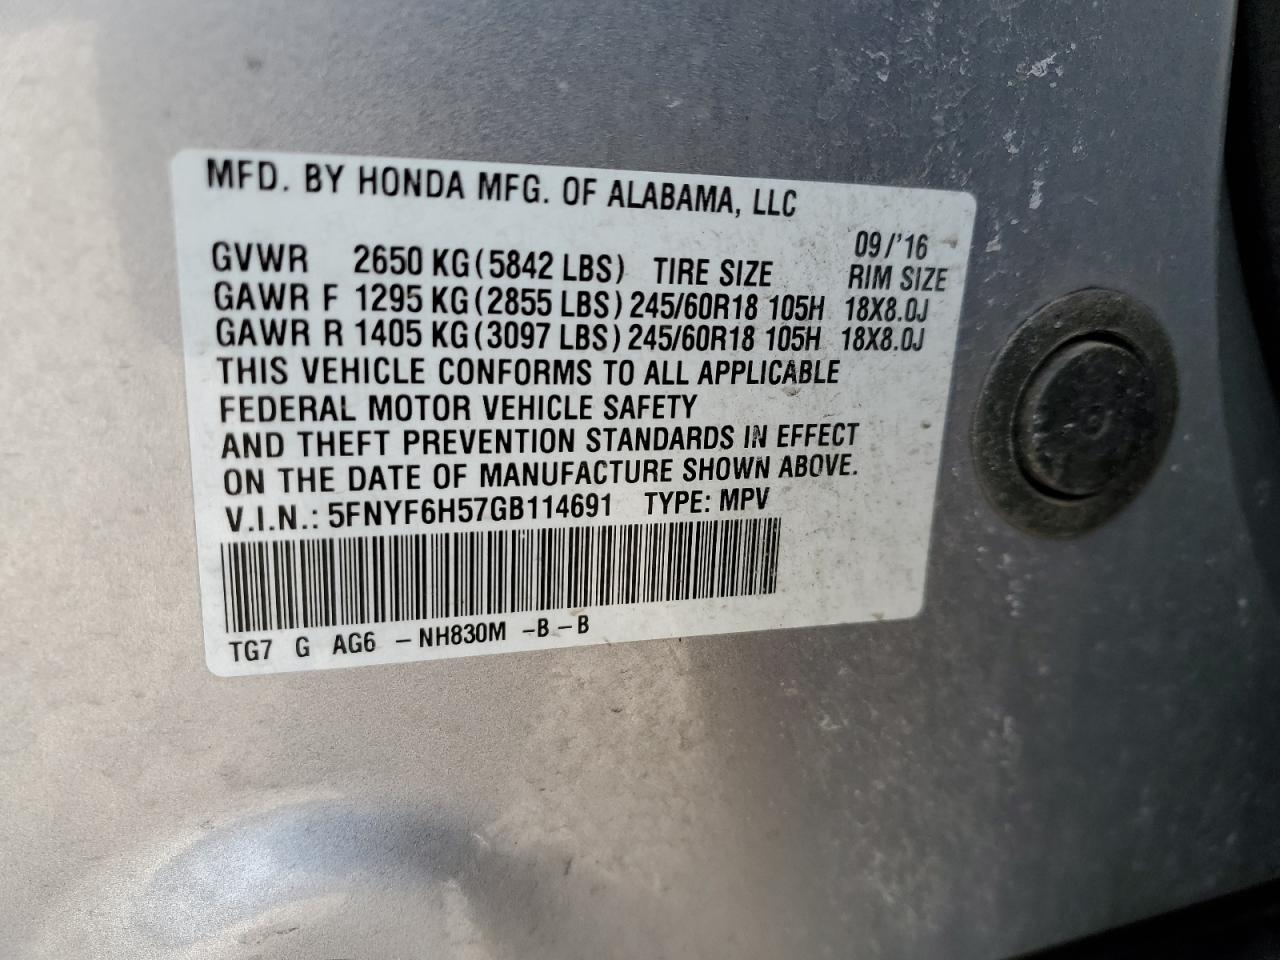 MFD. BY HONDA MFG. OF ALABAMA, LLC
09/'16
GVWR 2650 KG(5842 LBS) TIRE SIZE RIM SIZE
GAWR F 1295 KG(2855 LBS) 245/60R18 105H 18X8.0J
GAWR R 1405 KG(3097 LBS) 245/60R18 105H 18X8.0J
THIS VEHICLE CONFORMS TO ALL APPLICABLE
FEDERAL MOTOR VEHICLE SAFETY
AND THEFT PREVENTION STANDARDS IN EFFECT
ON THE DATE OF MANUFACTURE SHOWN ABOVE.
V.I.N.: 5FNYF6H57GB114691 TYPE: MPV
TG7 G AG6 -NH830M -B-B